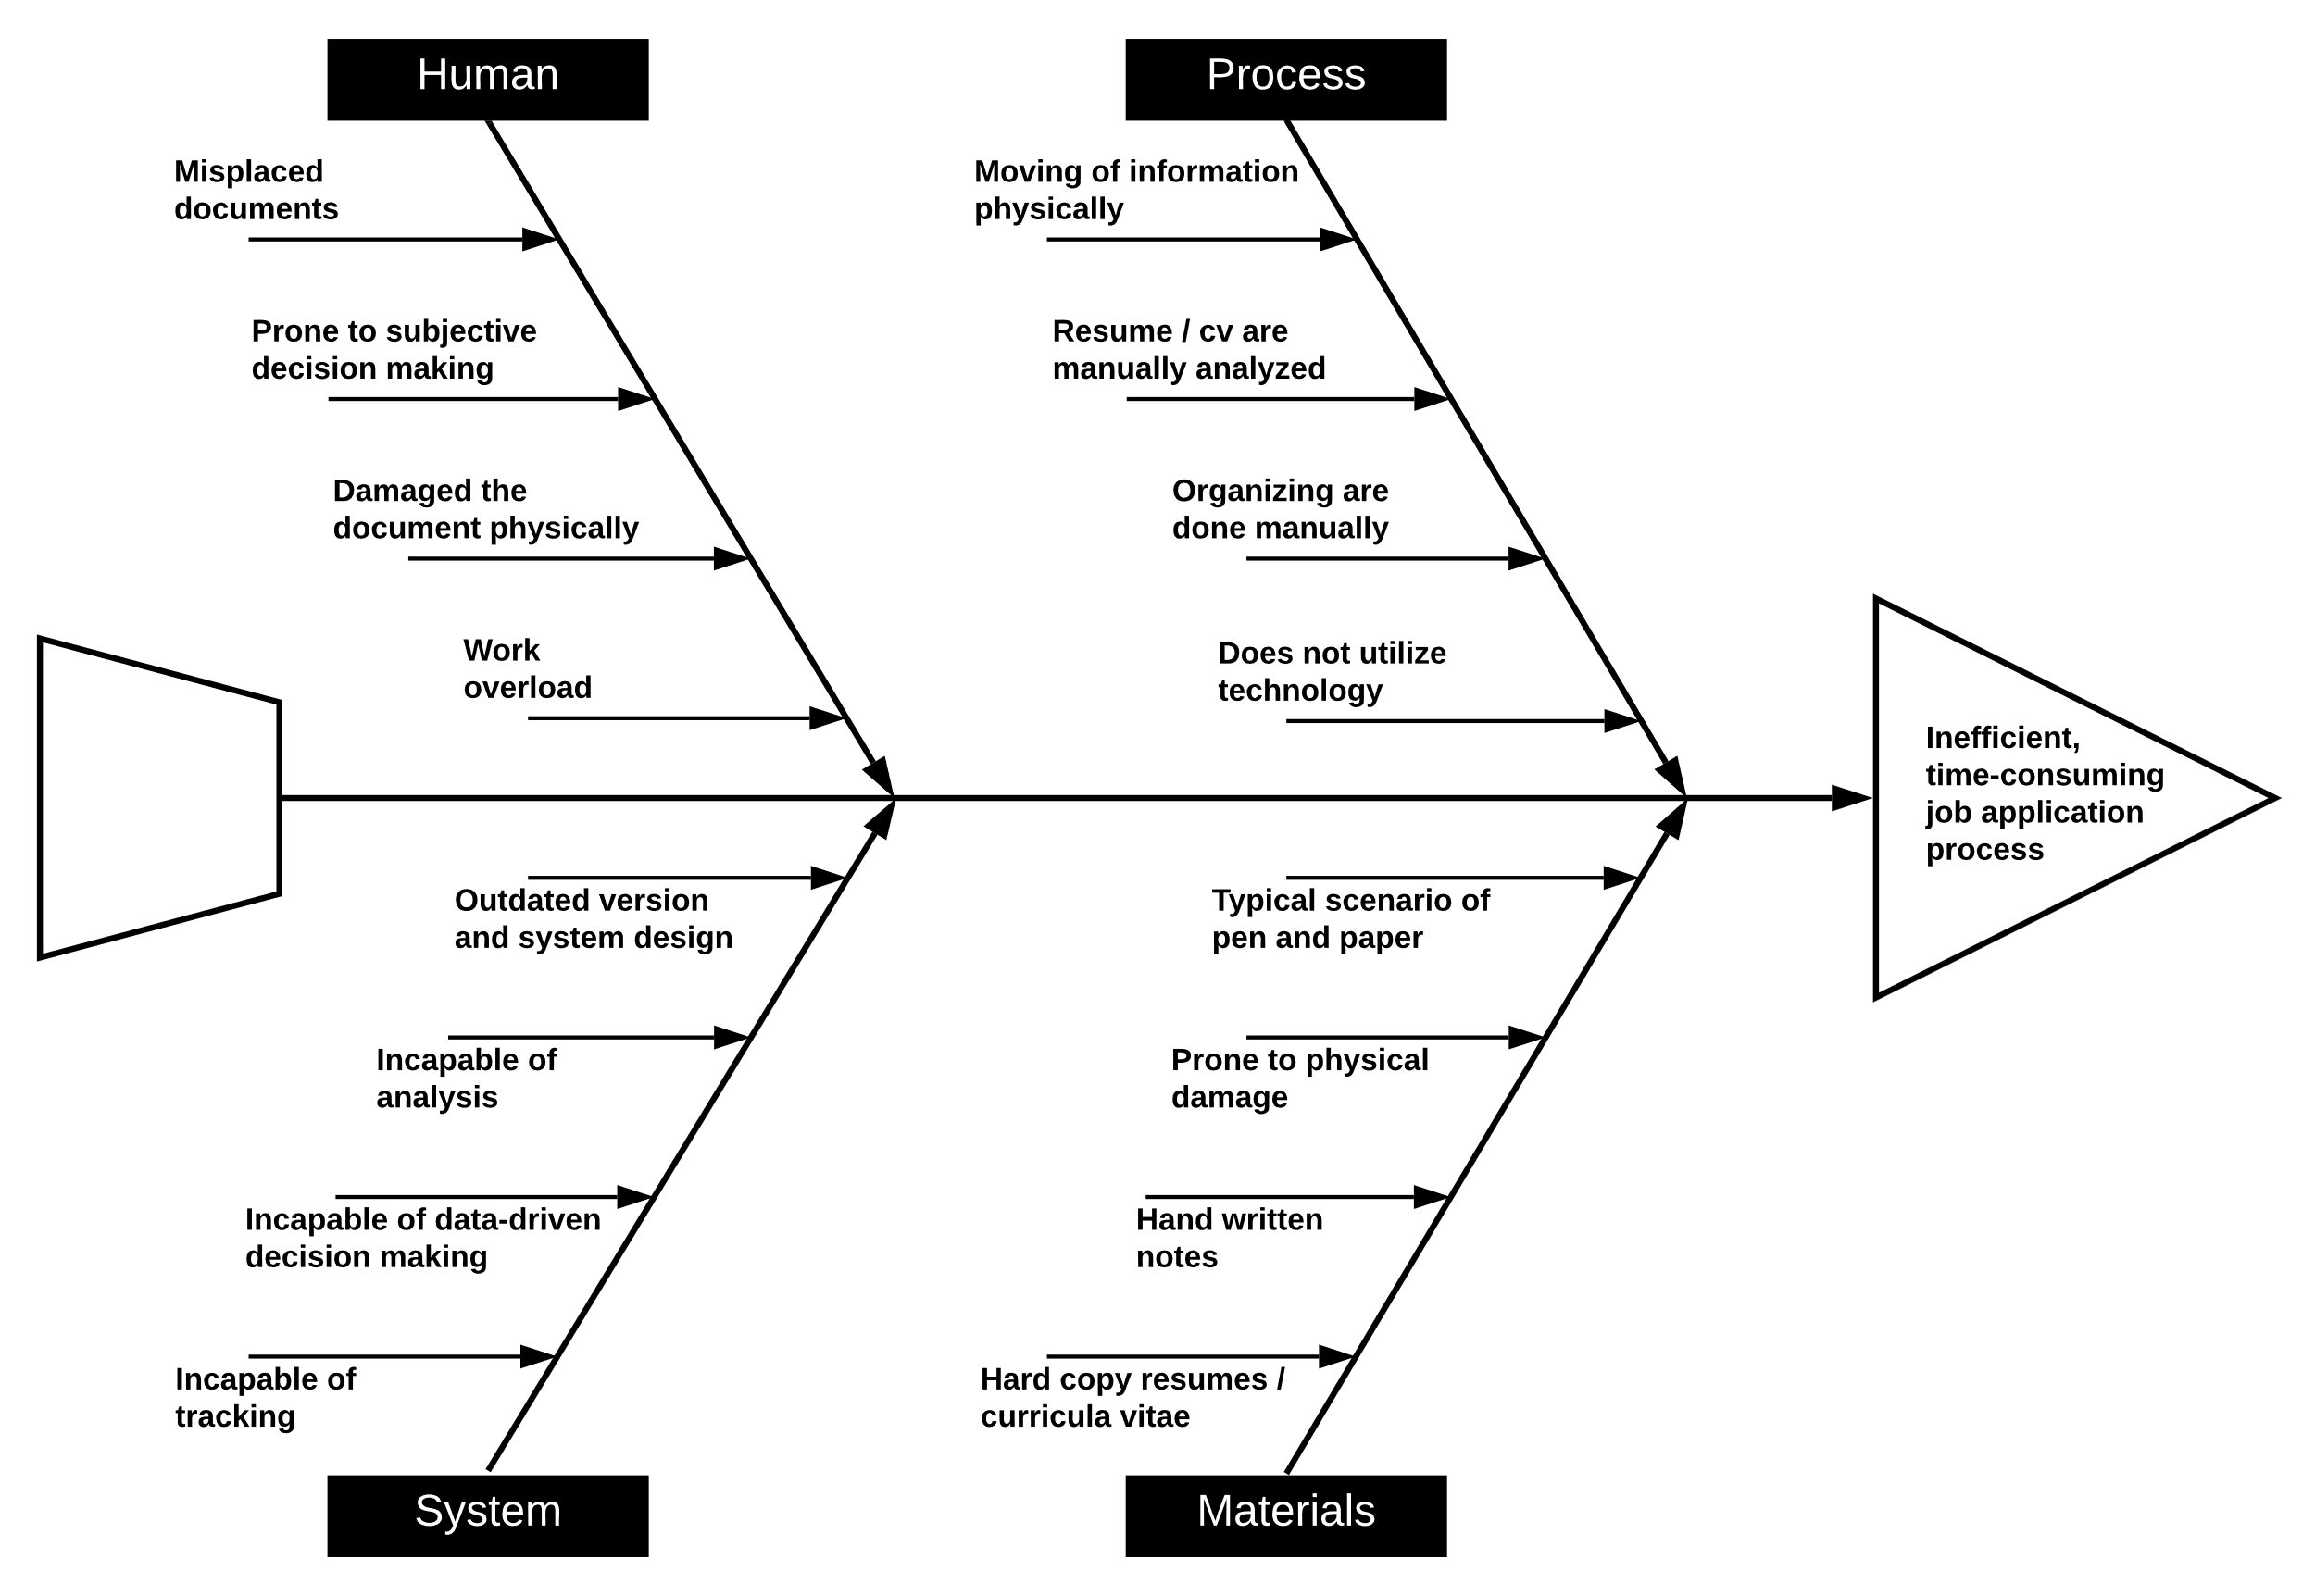 Human
Process
Misplaced
documents
Moving of information
physically
Prone to subjective
decision making
Resume / cv are
manually analyzed
Damaged the
document physically
Organizing are
done manually
Work
overload
Does not utilize
technology
Inefficient,
time-consuming
job application
process
Outdated version
and system design
Typical scenario of
pen and paper
Incapable of
analysis
Prone to physical
damage
Incapable of data-driven
decision making
Hand written
notes
Incapable of
tracking
Hard copy resumes /
curricula vitae
System
Materials